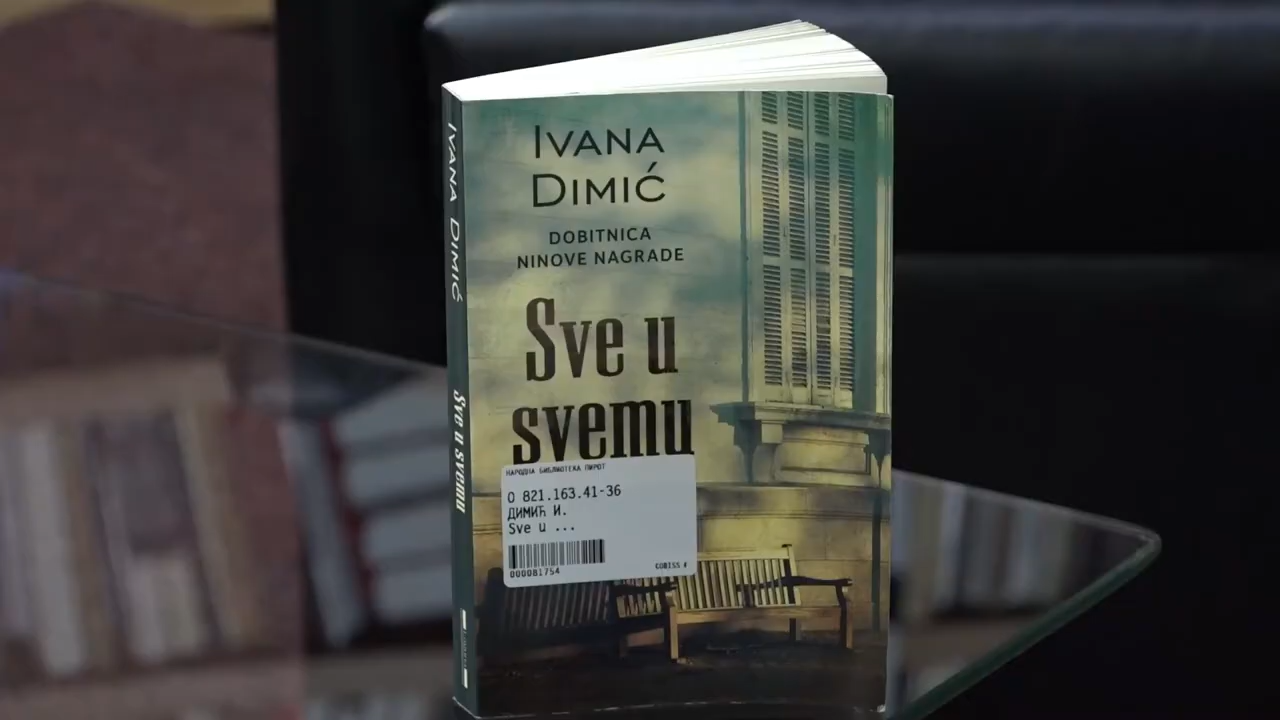 IVANA
DIMIĆ
DOBITNICA
NINOVE NAGRADE
Sve u
svemu
НАРОДНА БИБЛИОТЕКА ПИРОТ
О 821.163.41-36
ДИМИЋ И.
Sve u ...
000081754
COBISS
IVANA DIMIĆ
Sve u svemu